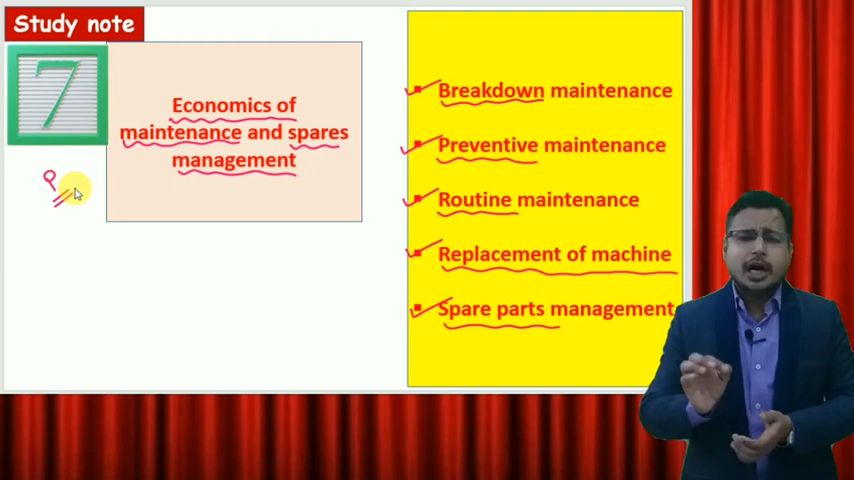 Study note
7
Economics of
maintenance and spares
management
▪ Breakdown maintenance
▪ Preventive maintenance
▪ Routine maintenance
▪ Replacement of machine
▪ Spare parts management